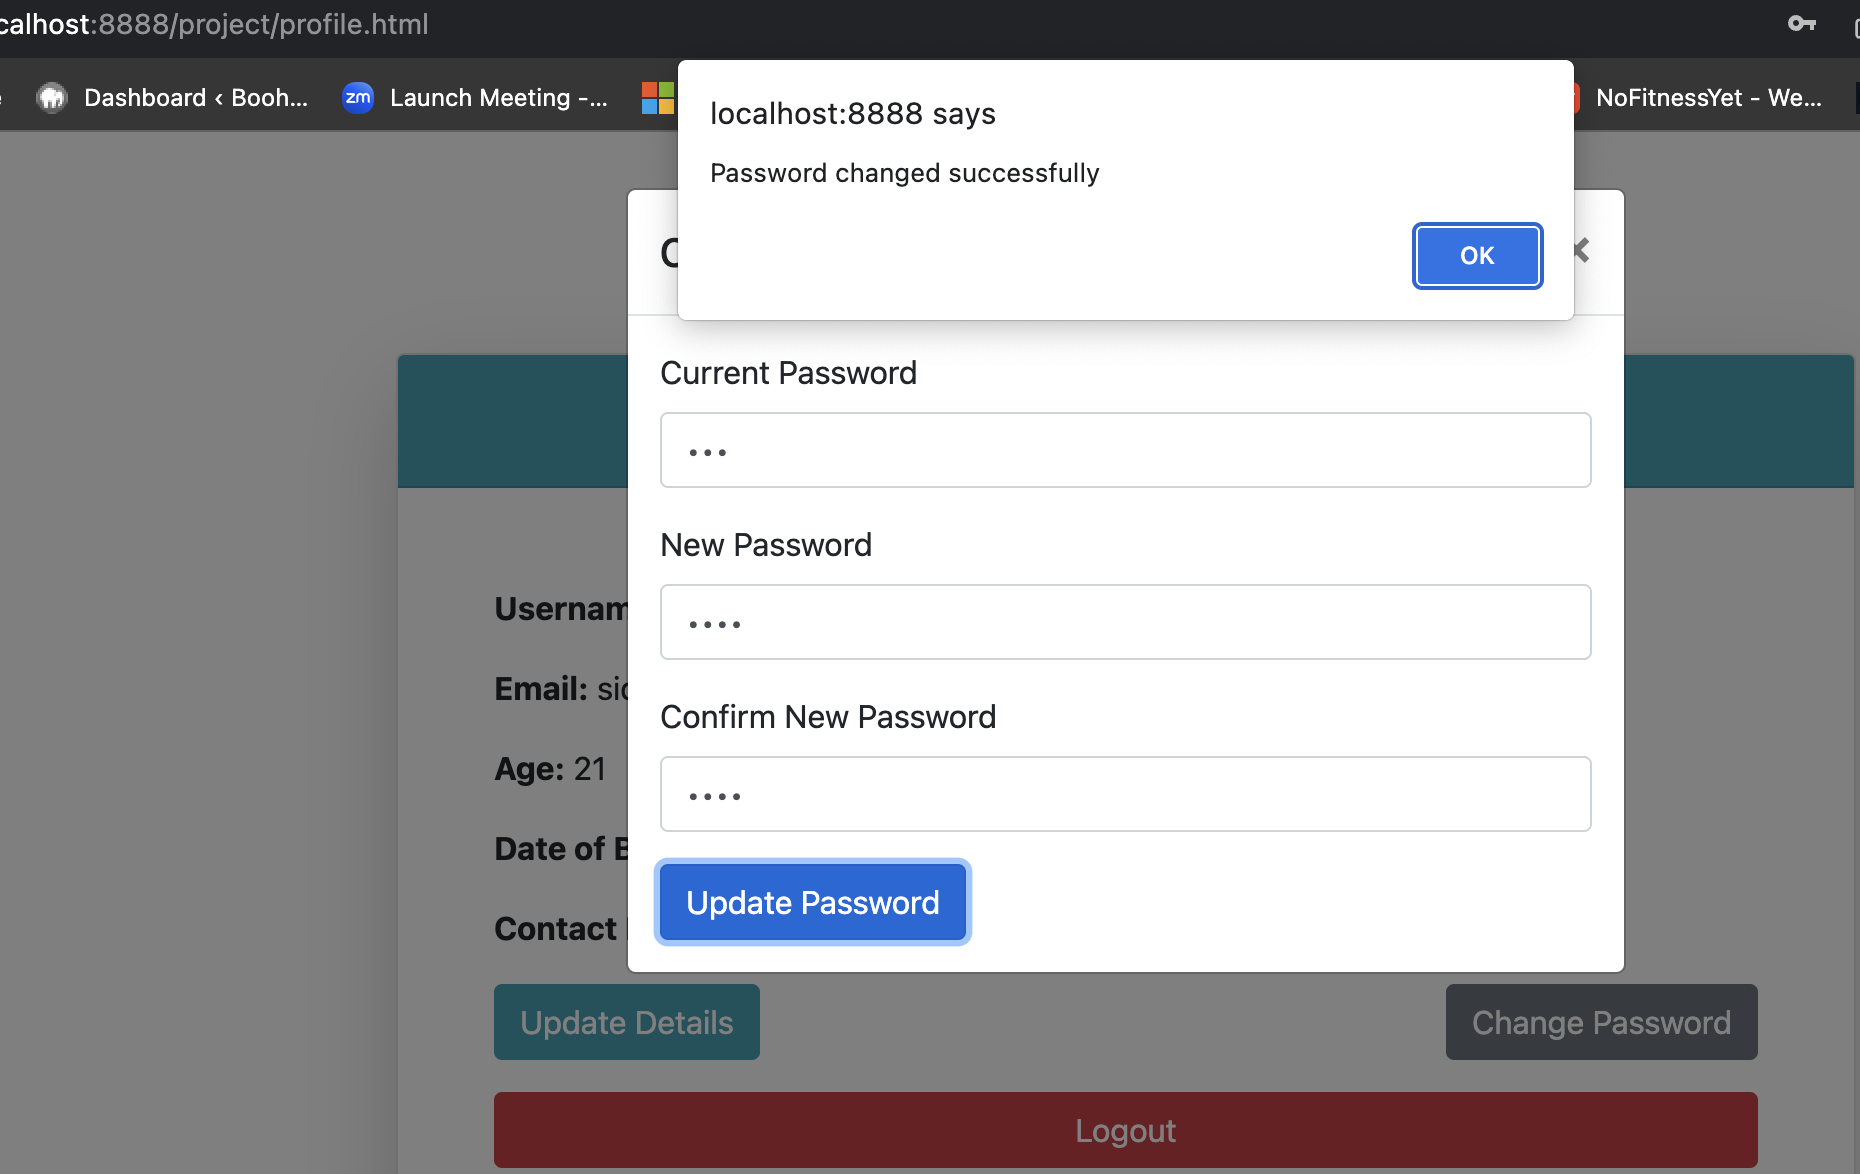 calhost:8888/project/profile.html
Dashboard ‹ Booh...
zm
Launch Meeting -...
NoFitnessYet - We...
localhost:8888 says
Password changed successfully
OK
Current Password
New Password
Confirm New Password
Update Password
Usernam
Email: sic
Age: 21
Date of B
Contact
Update Details
Change Password
Logout